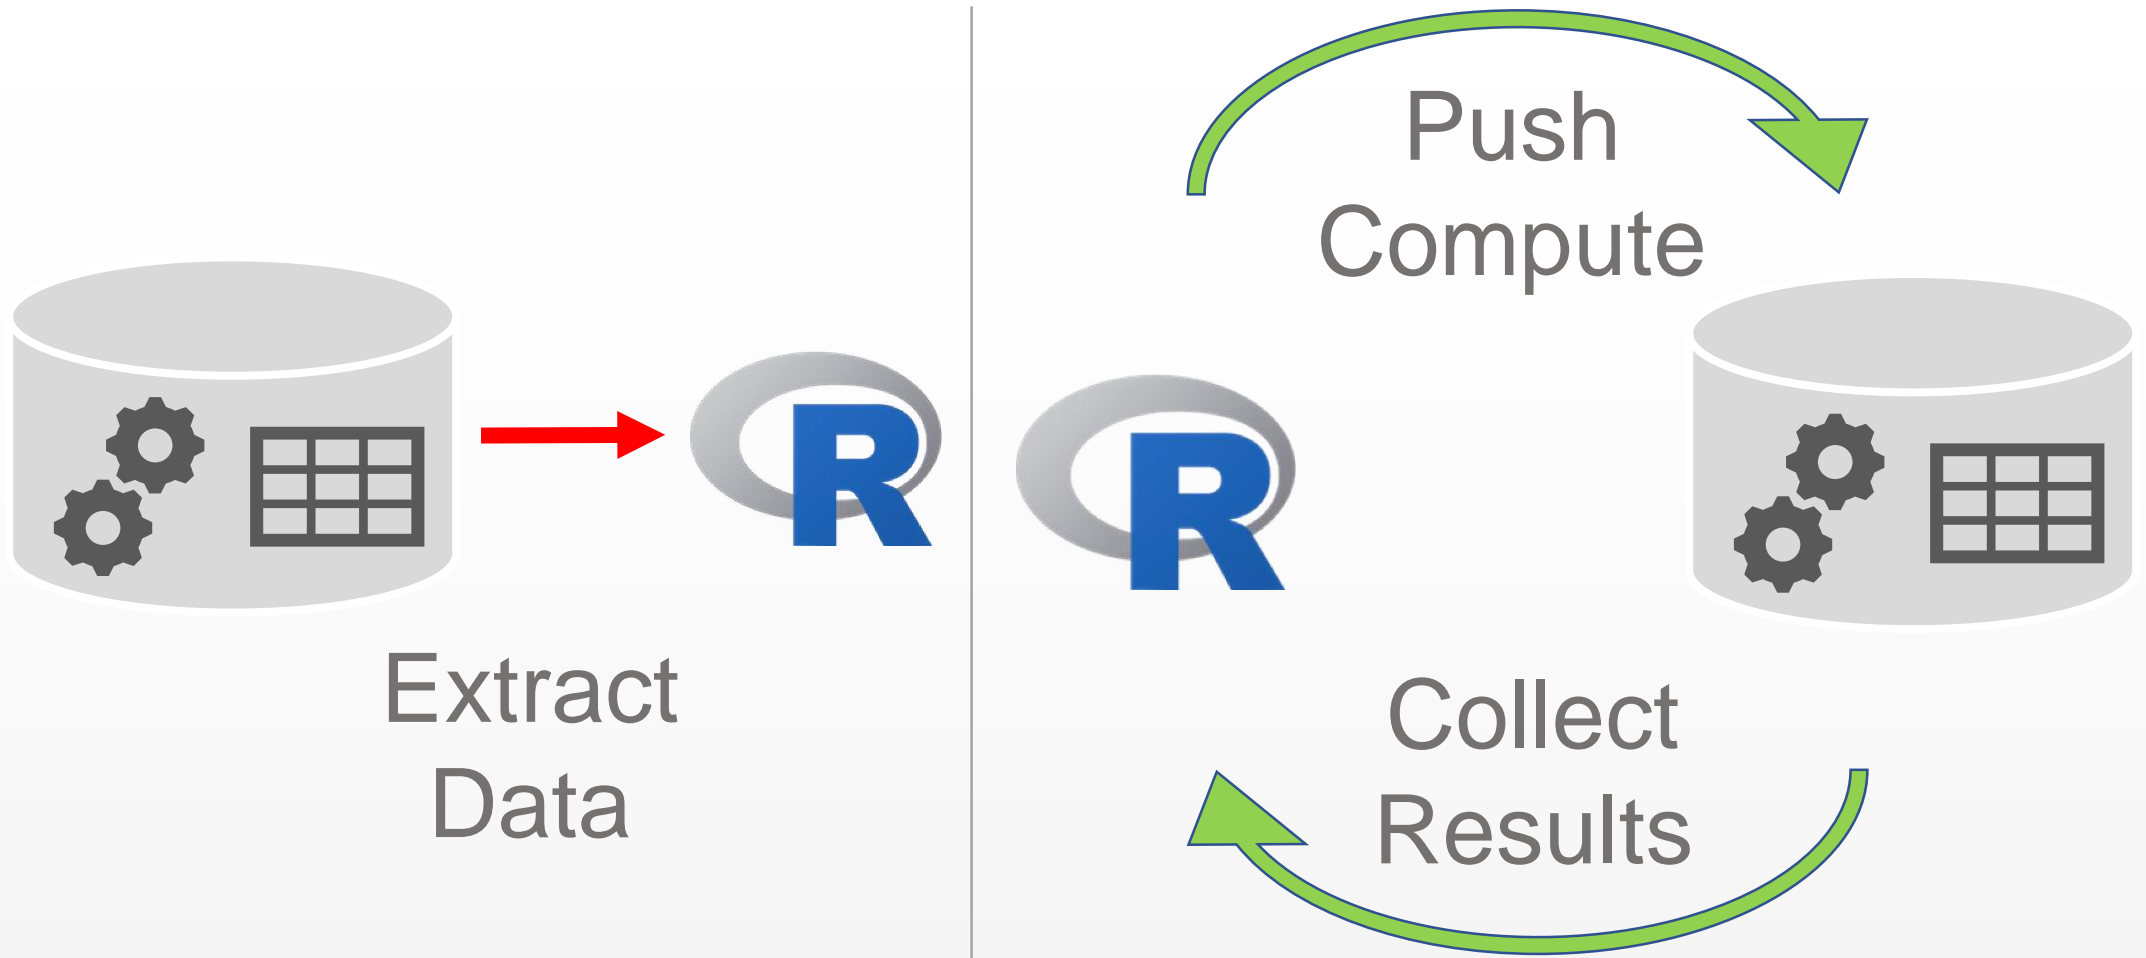 Extract
Data
R
Push
Compute
R
Collect
Results